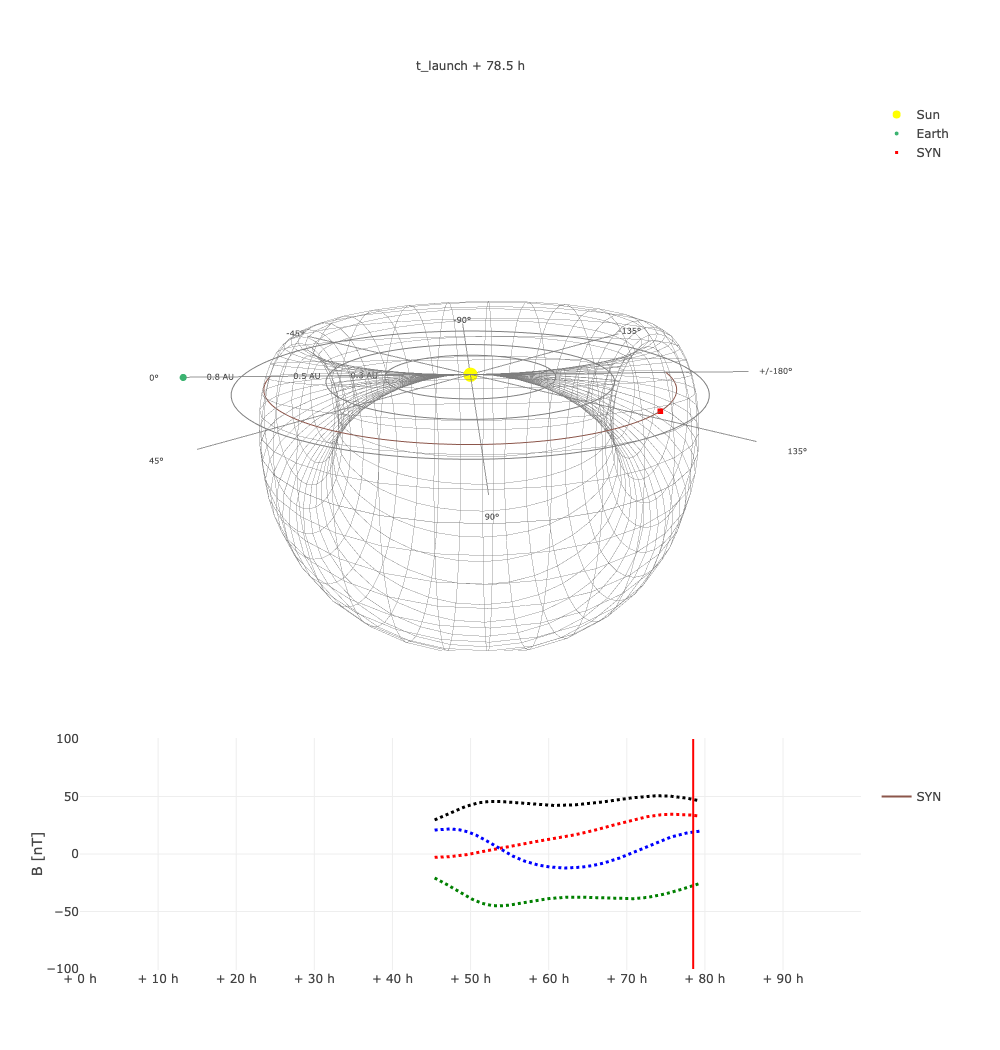 t_launch + 78.5 h
Sun
Earth
SYN
-90°
-45°
-135°
0°
0.8 AU
0.5 AU
0.3 AU
+/-180°
45°
135°
90°
100
50
0
−50
−100
B [nT]
+ 0 h
+ 10 h
+ 20 h
+ 30 h
+ 40 h
+ 50 h
+ 60 h
+ 70 h
+ 80 h
+ 90 h
SYN